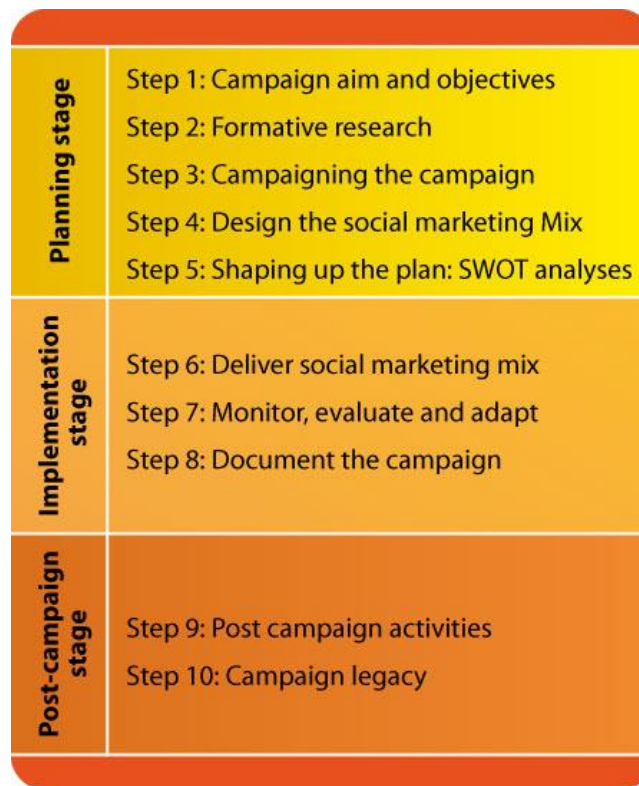 Planning stage
Step 1: Campaign aim and objectives
Step 2: Formative research
Step 3: Campaigning the campaign
Step 4: Design the social marketing Mix
Step 5: Shaping up the plan: SWOT analyses
Implementation
stage
Step 6: Deliver social marketing mix
Step 7: Monitor, evaluate and adapt
Step 8: Document the campaign
Post-campaign
stage
Step 9: Post campaign activities
Step 10: Campaign legacy